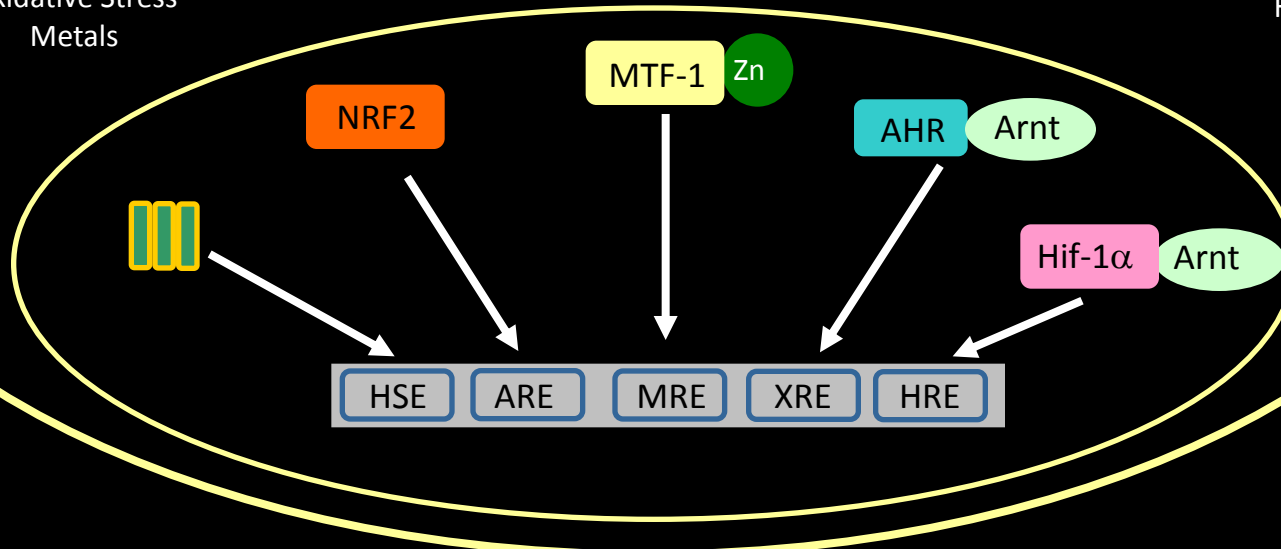 Metals
MTF-1 Zn
NRF2
AHR Arnt
Hif-1α Arnt
HSE ARE MRE XRE HRE